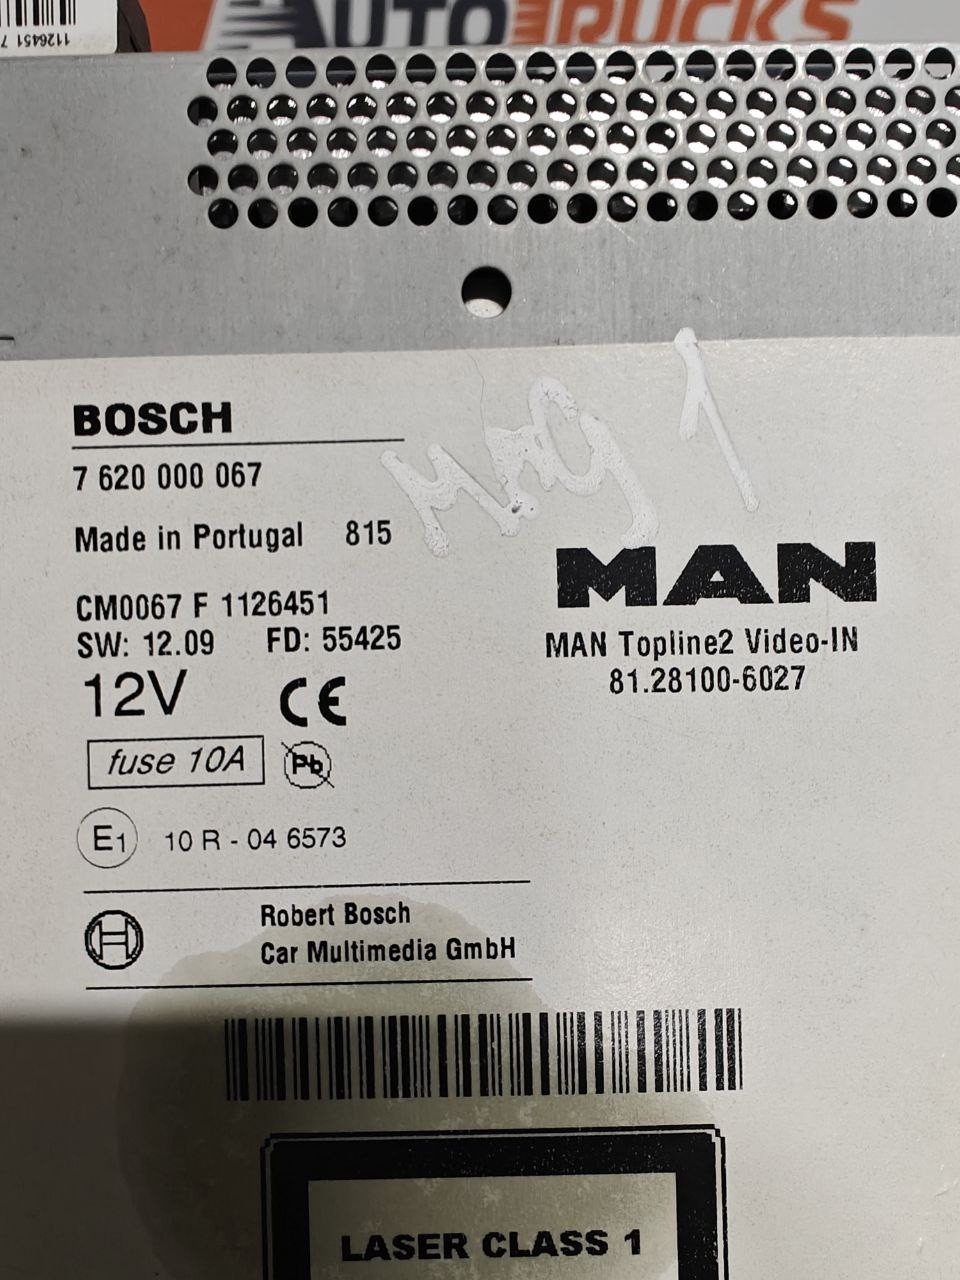 1126451 7
AUTOTRUCKS
BOSCH
7 620 000 067
Made in Portugal 815
CM0067 F 1126451
SW: 12.09 FD: 55425
12V CE
fuse 10A Pb
E1 10 R - 04 6573
Robert Bosch
Car Multimedia GmbH
MAN
MAN Topline2 Video-IN
81.28100-6027
LASER CLASS 1